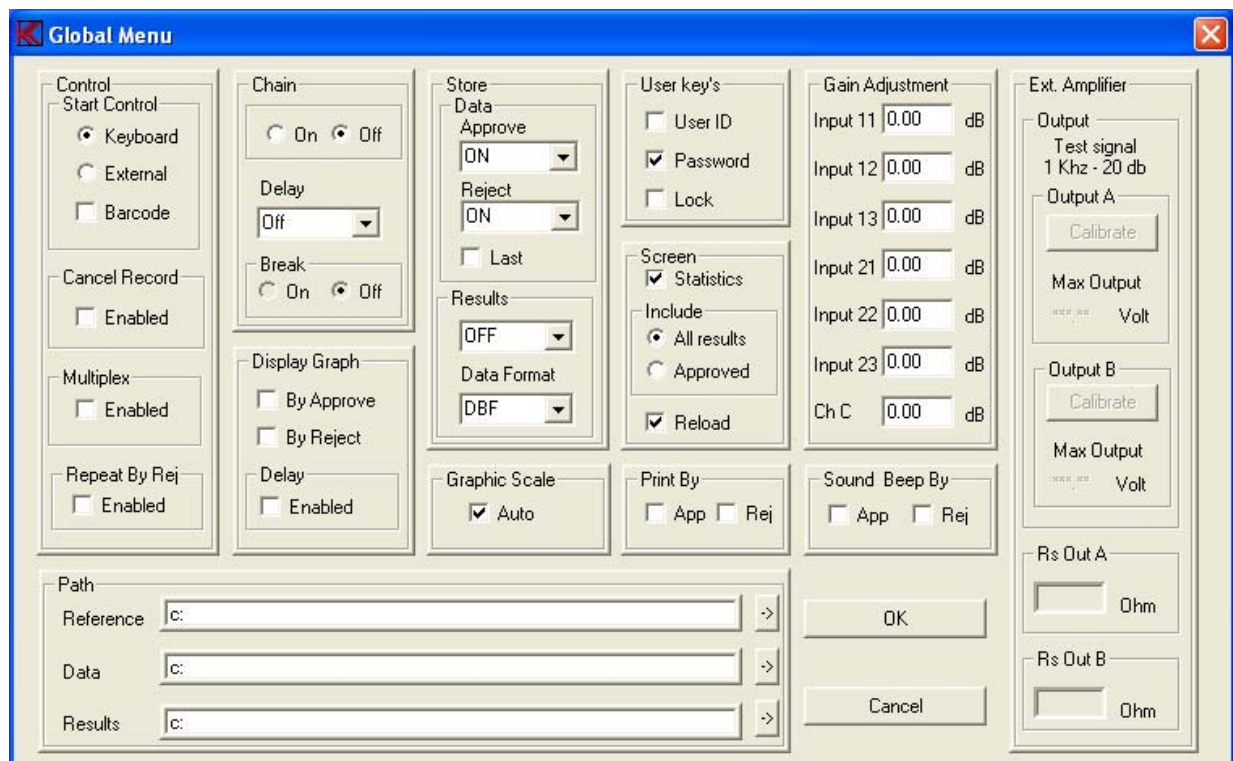 Global Menu
Control
Start Control
Keyboard
External
Barcode
Cancel Record
Enabled
Multiplex
Enabled
Repeat By Rej
Enabled
Chain
On Off
Delay
Off
Break
On Off
Display Graph
By Approve
By Reject
Delay
Enabled
Store
Data
Approve
ON
Reject
ON
Last
Results
OFF
Data Format
DBF
Graphic Scale
Auto
User key's
User ID
Password
Lock
Screen
Statistics
Include
All results
Approved
Reload
Print By
App Rej
Gain Adjustment
Input 11 0.00 dB
Input 12 0.00 dB
Input 13 0.00 dB
Input 21 0.00 dB
Input 22 0.00 dB
Input 23 0.00 dB
Ch C 0.00 dB
Sound Beep By
App Rej
Ext. Amplifier
Output
Test signal
1 Khz - 20 db
Output A
Calibrate
Max Output
***.** Volt
Output B
Calibrate
Max Output
***.** Volt
Rs Out A
Ohm
Rs Out B
Ohm
Path
Reference c: ->
Data c: ->
Results c: ->
OK
Cancel